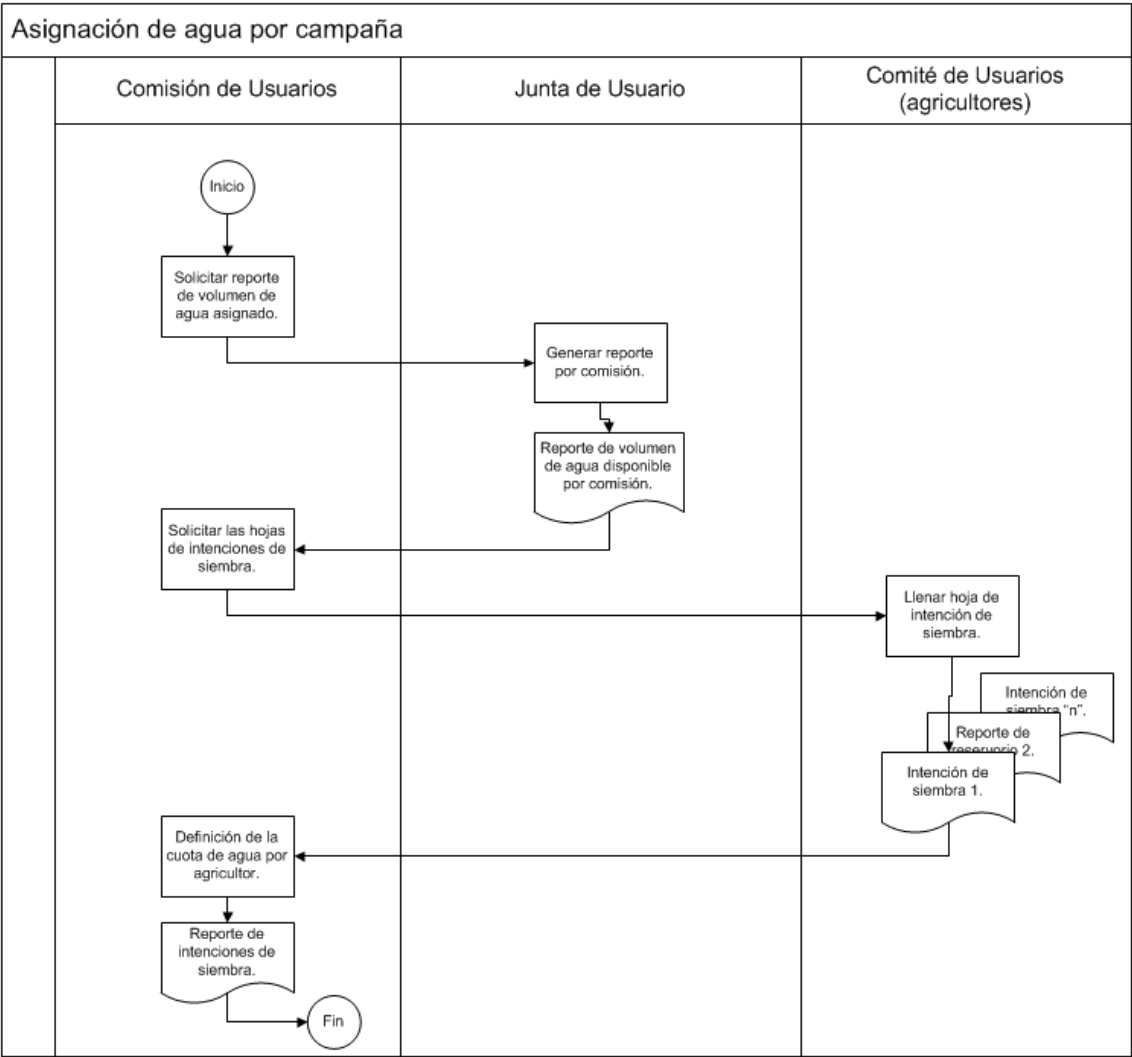 Asignación de agua por campaña
Comisión de Usuarios
Junta de Usuario
Comité de Usuarios
(agricultores)
Inicio
Solicitar reporte
de volumen de
agua asignado.
Generar reporte
por comisión.
Reporte de volumen
de agua disponible
por comisión.
Solicitar las hojas
de intenciones de
siembra.
Llenar hoja de
intención de
siembra.
Intención de
siembra “n”.
Reporte de
reservorio 2.
Intención de
siembra 1.
Definición de la
cuota de agua por
agricultor.
Reporte de
intenciones de
siembra.
Fin